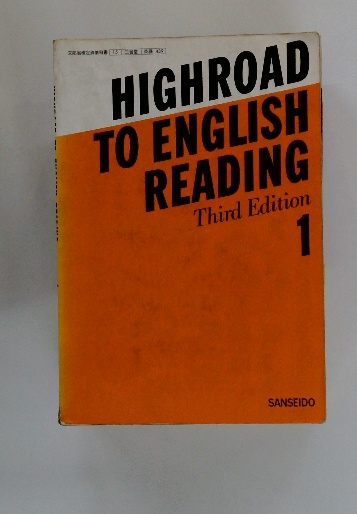 HIGHROAD
TO ENGLISH
READING
Third Edition
1
SANSEIDO